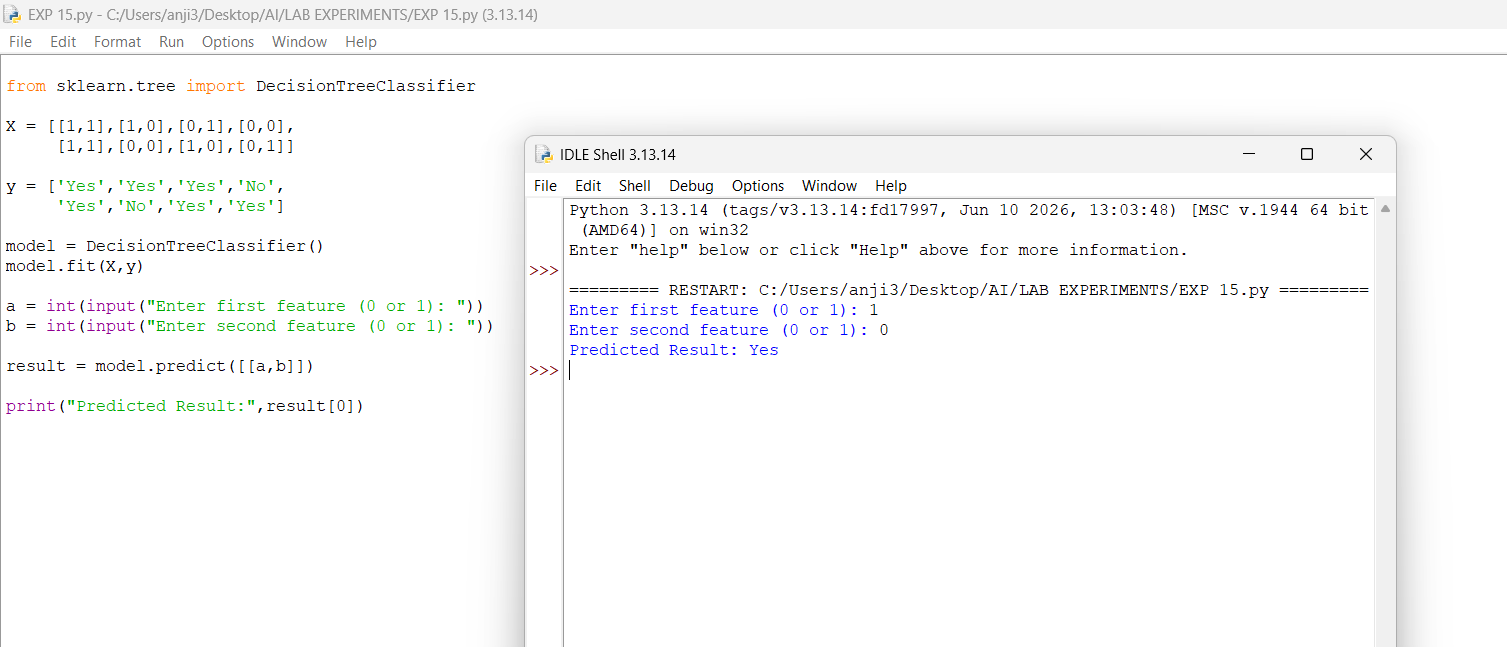 EXP 15.py - C:/Users/anji3/Desktop/AI/LAB EXPERIMENTS/EXP 15.py (3.13.14)
File Edit Format Run Options Window Help
from sklearn.tree import DecisionTreeClassifier
X = [[1,1],[1,0],[0,1],[0,0],
[1,1],[0,0],[1,0],[0,1]]
y = ['Yes','Yes','Yes','No',
'Yes','No','Yes','Yes']
model = DecisionTreeClassifier()
model.fit(X,y)
a = int(input("Enter first feature (0 or 1): "))
b = int(input("Enter second feature (0 or 1): "))
result = model.predict([[a,b]])
print("Predicted Result:",result[0])
IDLE Shell 3.13.14
File Edit Shell Debug Options Window Help
Python 3.13.14 (tags/v3.13.14:fd17997, Jun 10 2026, 13:03:48) [MSC v.1944 64 bit
(AMD64)] on win32
Enter "help" below or click "Help" above for more information.
>>>
========= RESTART: C:/Users/anji3/Desktop/AI/LAB EXPERIMENTS/EXP 15.py =========
Enter first feature (0 or 1): 1
Enter second feature (0 or 1): 0
Predicted Result: Yes
>>>